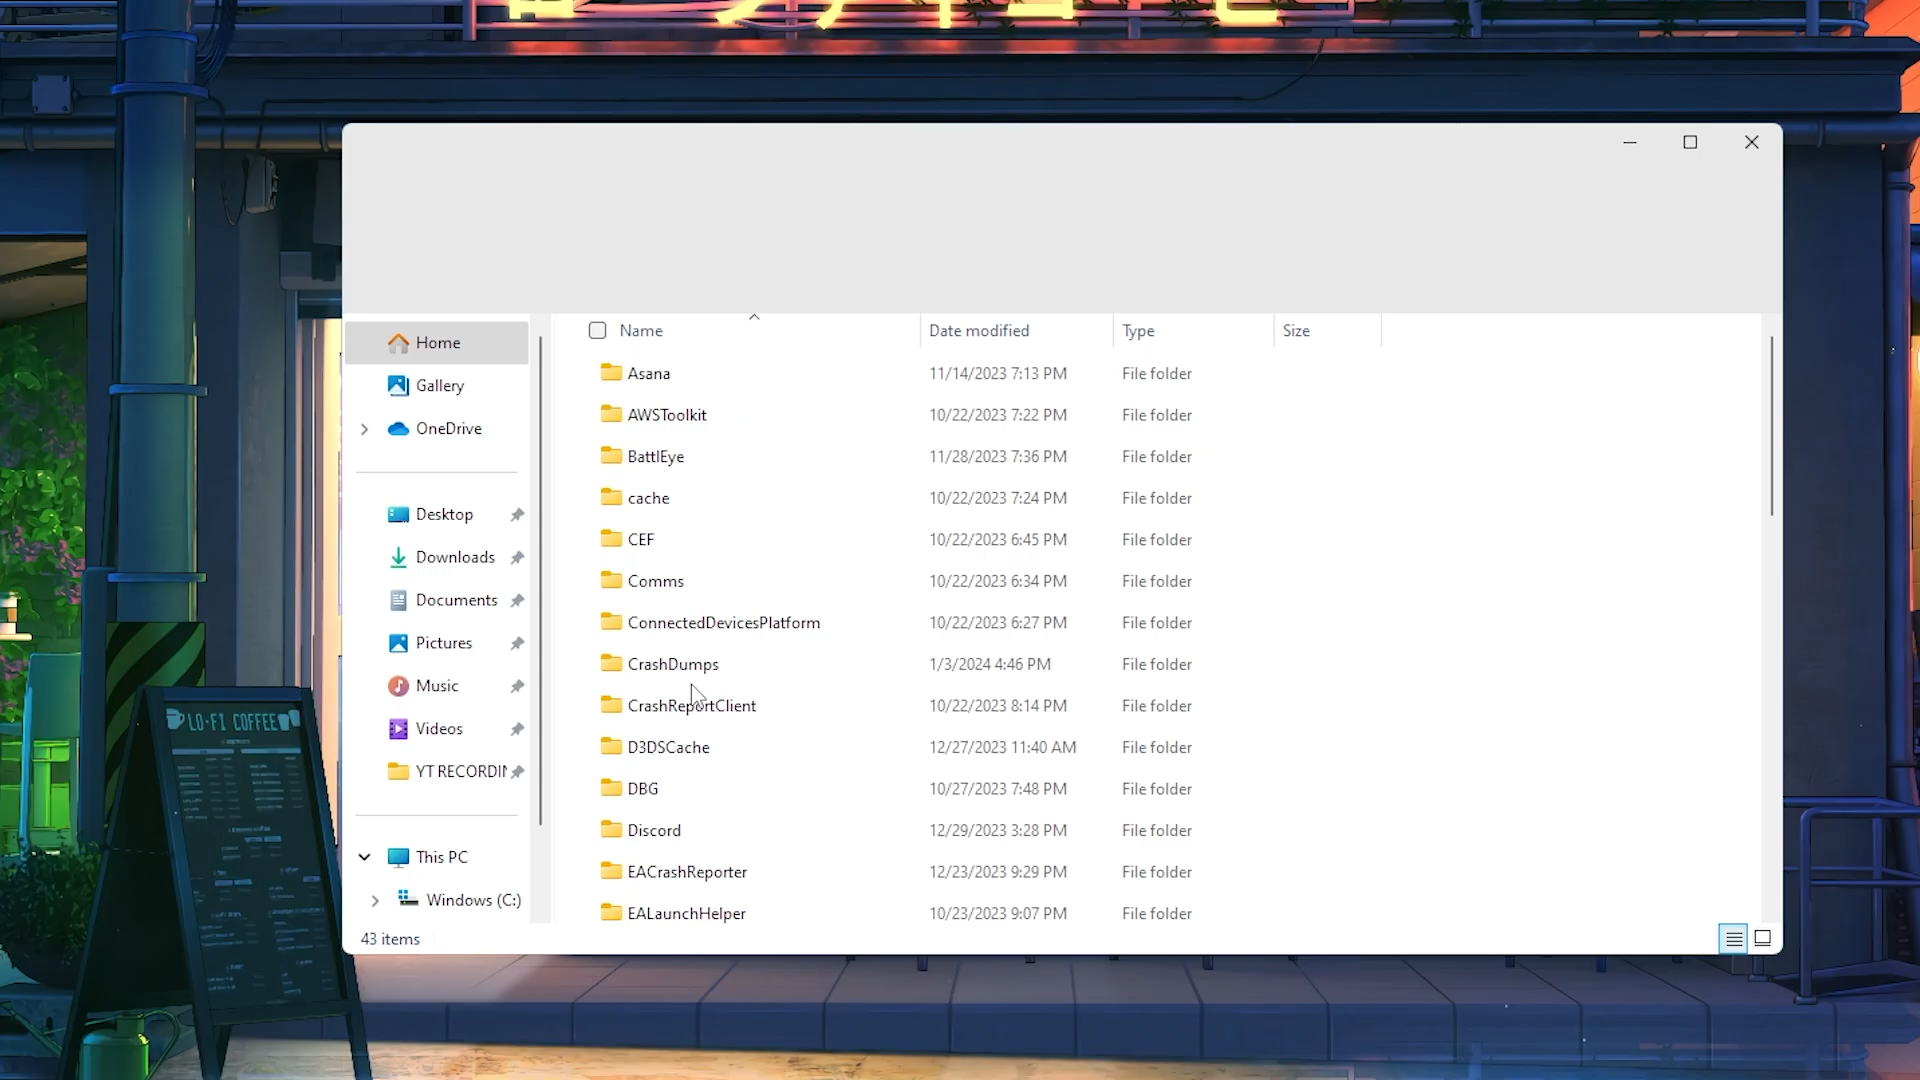 Name Date modified Type Size
Home
Gallery
OneDrive
Desktop
Downloads
Documents
Pictures
Music
Videos
YT RECORDIN
This PC
Windows (C:)
Asana 11/14/2023 7:13 PM File folder
AWSToolkit 10/22/2023 7:22 PM File folder
BattlEye 11/28/2023 7:36 PM File folder
cache 10/22/2023 7:24 PM File folder
CEF 10/22/2023 6:45 PM File folder
Comms 10/22/2023 6:34 PM File folder
ConnectedDevicesPlatform 10/22/2023 6:27 PM File folder
CrashDumps 1/3/2024 4:46 PM File folder
CrashReportClient 10/22/2023 8:14 PM File folder
D3DSCache 12/27/2023 11:40 AM File folder
DBG 10/27/2023 7:48 PM File folder
Discord 12/29/2023 3:28 PM File folder
EACrashReporter 12/23/2023 9:29 PM File folder
EALaunchHelper 10/23/2023 9:07 PM File folder
43 items
LO-FI COFFEE